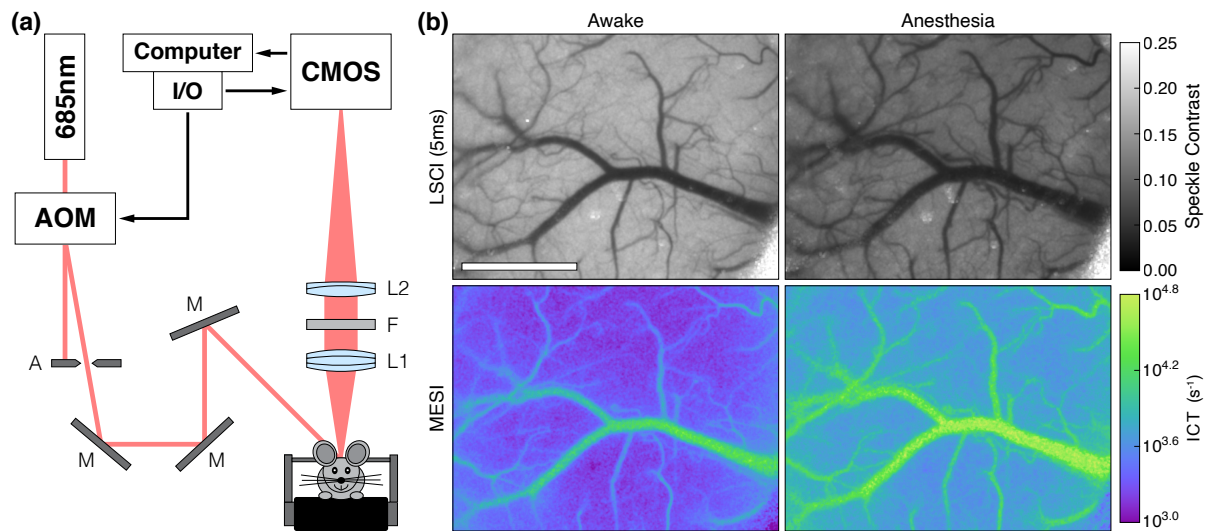 (a)
685nm
Computer
I/O
CMOS
AOM
A
M
M
M
L2
F
L1
(b)
Awake
Anesthesia
LSCI (5ms)
MESI
0.25
0.20
0.15
0.10
0.05
0.00
Speckle Contrast
10^4.8
10^4.2
10^3.6
10^3.0
ICT (s⁻¹)